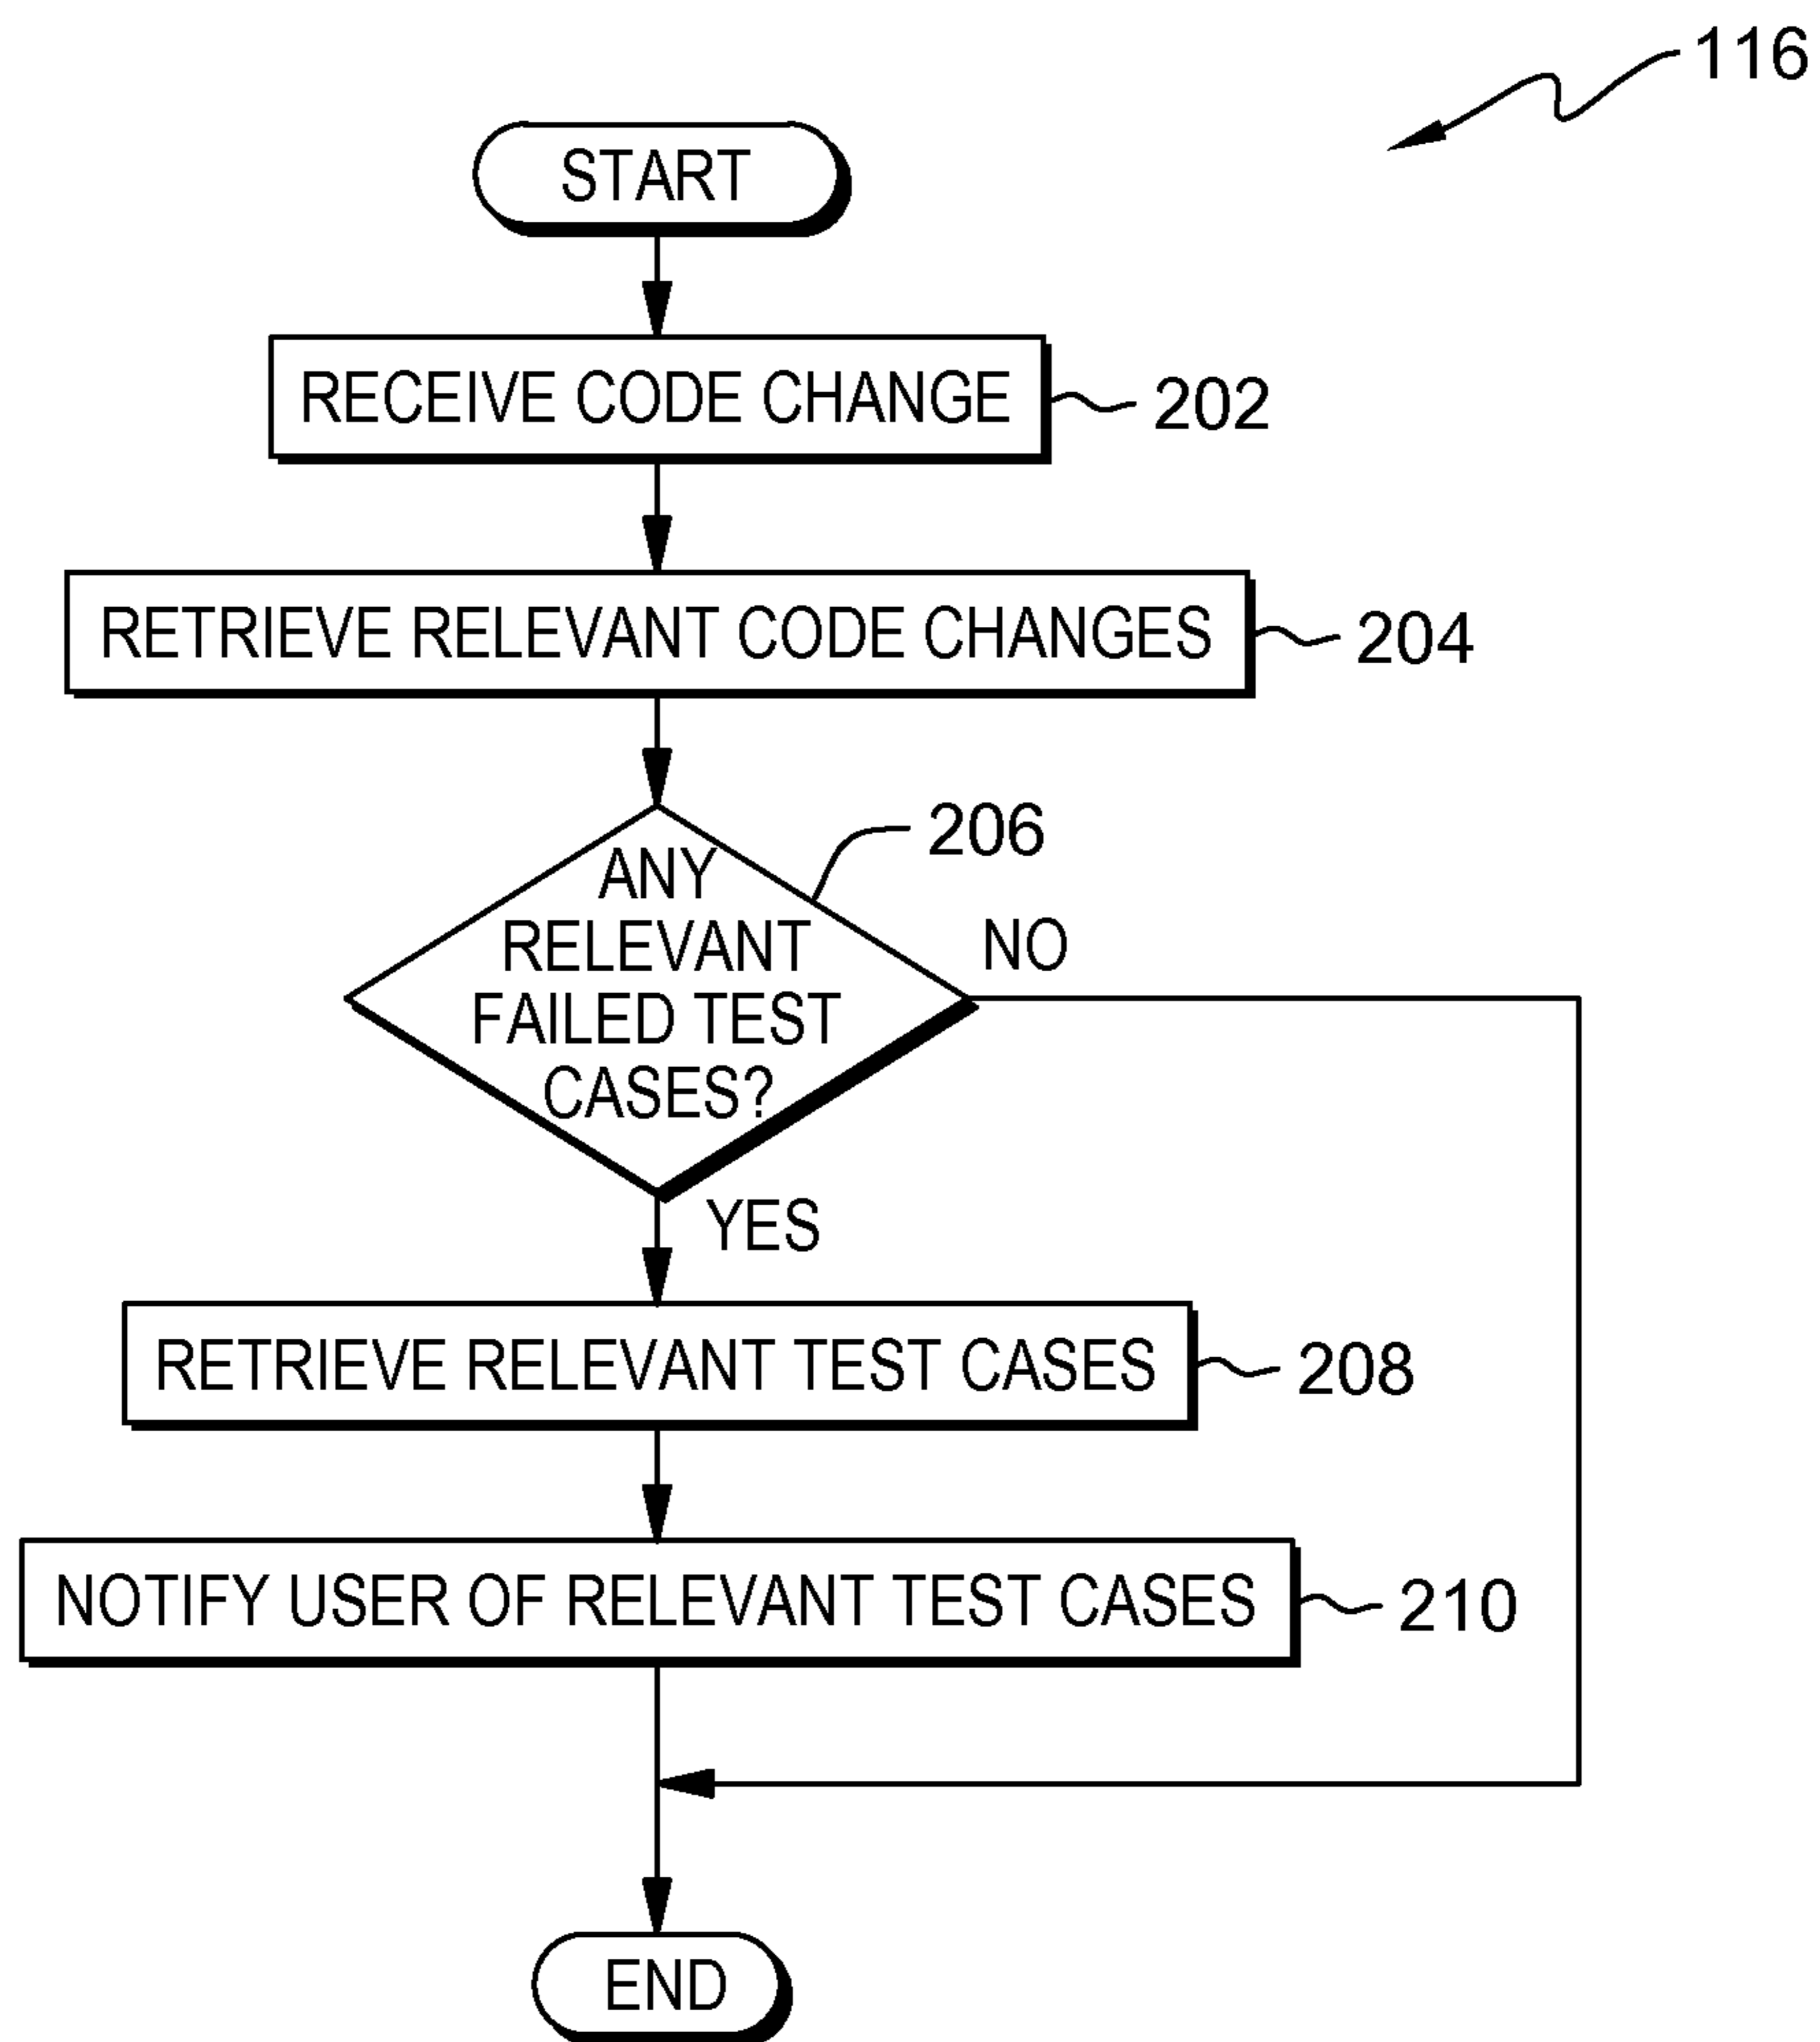 116
START
RECEIVE CODE CHANGE
202
RETRIEVE RELEVANT CODE CHANGES
204
206
ANY
RELEVANT
FAILED TEST
CASES?
NO
YES
RETRIEVE RELEVANT TEST CASES
208
NOTIFY USER OF RELEVANT TEST CASES
210
END